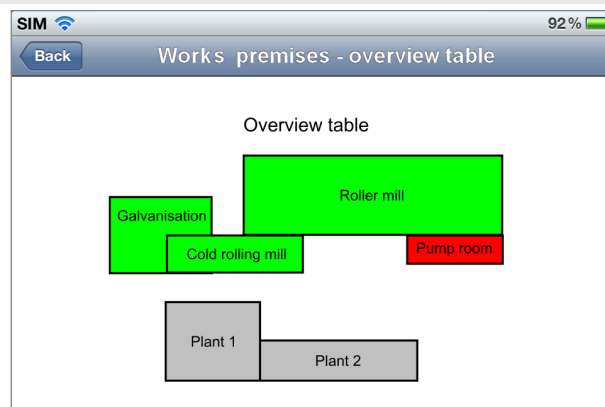 SIM 92 %
Back Works premises - overview table
Overview table
Roller mill
Galvanisation
Cold rolling mill Pump room
Plant 1
Plant 2